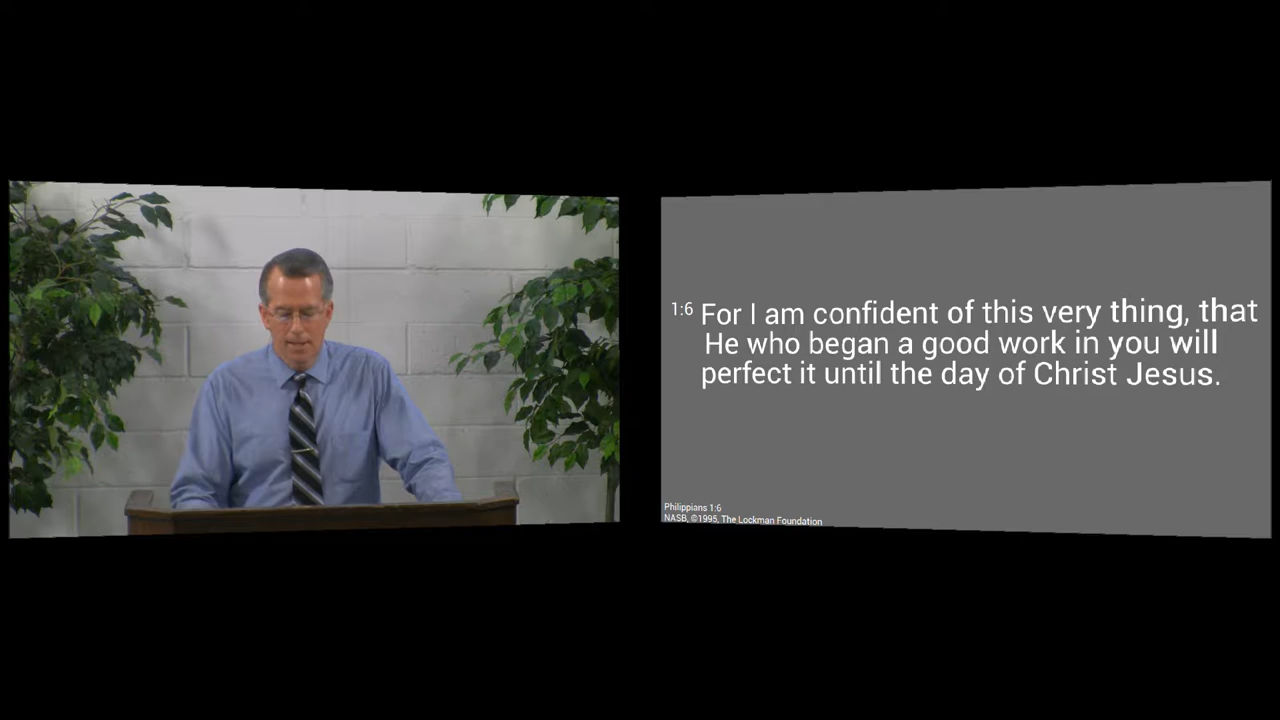 1:6 For I am confident of this very thing, that
He who began a good work in you will
perfect it until the day of Christ Jesus.
Philippians 1:6
NASB, ©1995, The Lockman Foundation